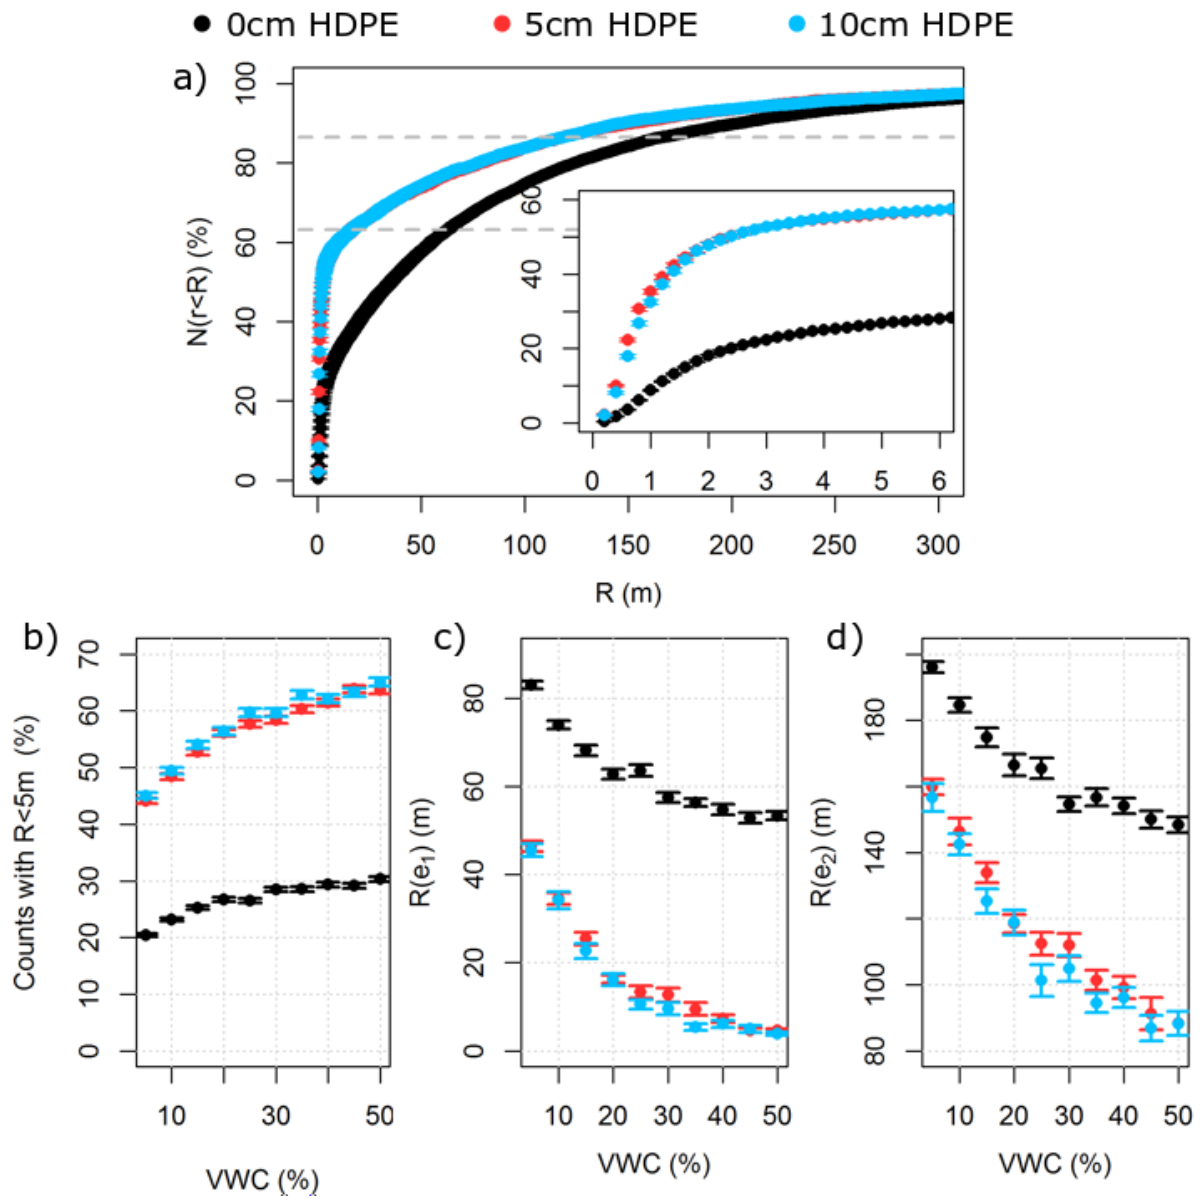 0cm HDPE 5cm HDPE 10cm HDPE
a)
N(r<R) (%)
0 20 40 60 80 100
0 20 40 60
0 1 2 3 4 5 6
0 50 100 150 200 250 300
R (m)
b)
Counts with R<5m (%)
0 10 20 30 40 50 60 70
10 30 50
VWC (%)
c)
R(e₁) (m)
0 20 40 60 80
10 20 30 40 50
VWC (%)
d)
R(e₂) (m)
80 100 140 180
10 20 30 40 50
VWC (%)